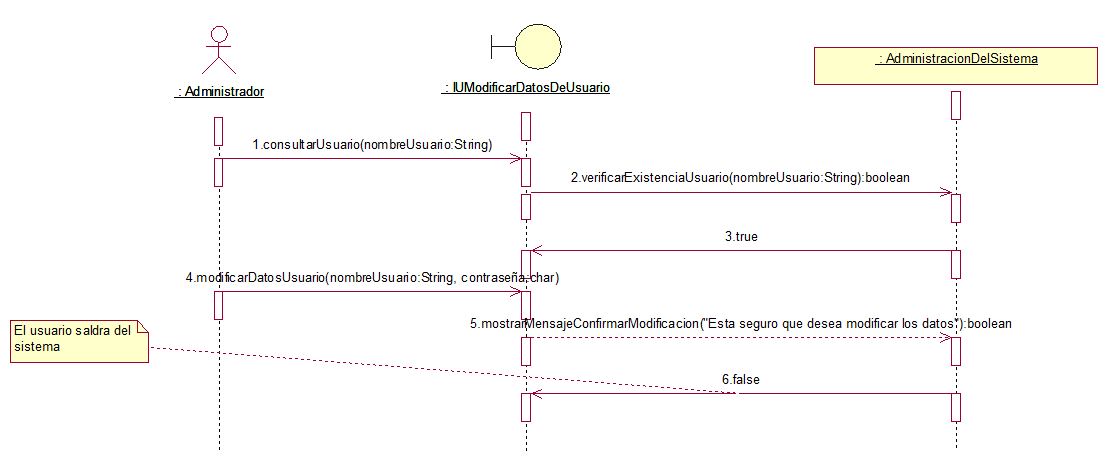 : Administrador
: IUModificarDatosDeUsuario
: AdministracionDelSistema
1.consultarUsuario(nombreUsuario:String)
2.verificarExistenciaUsuario(nombreUsuario:String):boolean
3.true
4.modificarDatosUsuario(nombreUsuario:String, contraseña:char)
5.mostrarMensajeConfirmarModificacion("Esta seguro que desea modificar los datos"):boolean
El usuario saldra del
sistema
6.false